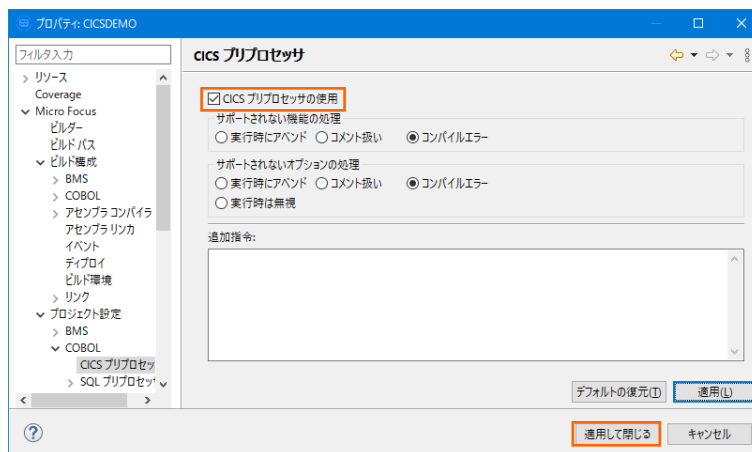 プロパティ: CICSDEMO
フィルタ入力
リソース
Coverage
Micro Focus
ビルダー
ビルド パス
ビルド構成
BMS
COBOL
アセンブラ コンパイラ
アセンブラ リンカ
イベント
ディプロイ
ビルド環境
リンク
プロジェクト設定
BMS
COBOL
CICS プリプロセッ
SQL プリプロセッサ
CICS プリプロセッサ
CICS プリプロセッサの使用
サポートされない機能の処理
実行時にアベンド コメント扱い コンパイルエラー
サポートされないオプションの処理
実行時にアベンド コメント扱い コンパイルエラー
実行時は無視
追加指令:
デフォルトの復元(T) 適用(L)
? 適用して閉じる キャンセル